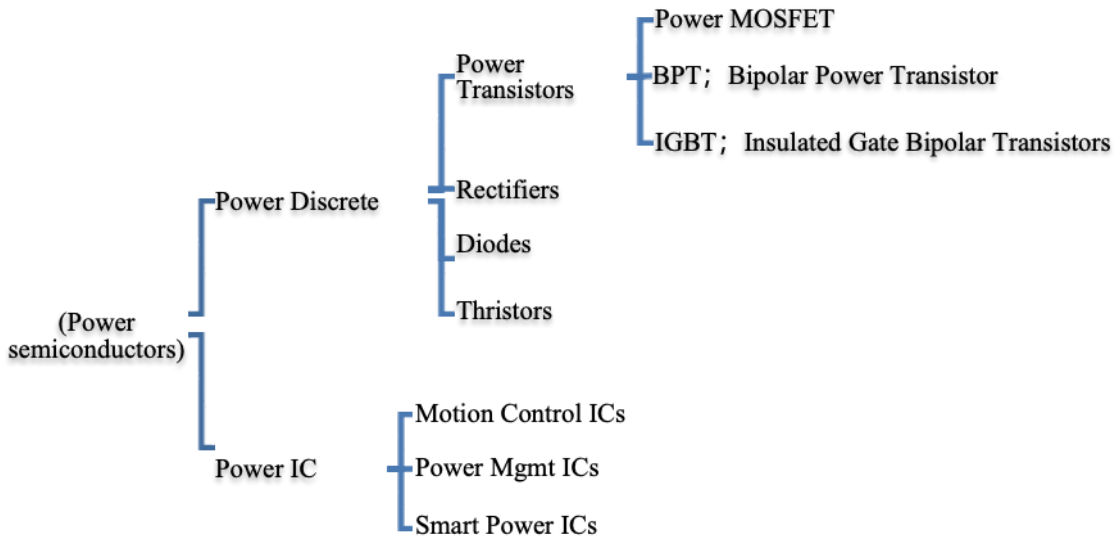 Power MOSFET
Power
Transistors
BPT； Bipolar Power Transistor
IGBT； Insulated Gate Bipolar Transistors
Power Discrete
Rectifiers
Diodes
Thristors
(Power
semiconductors)
Motion Control ICs
Power IC
Power Mgmt ICs
Smart Power ICs